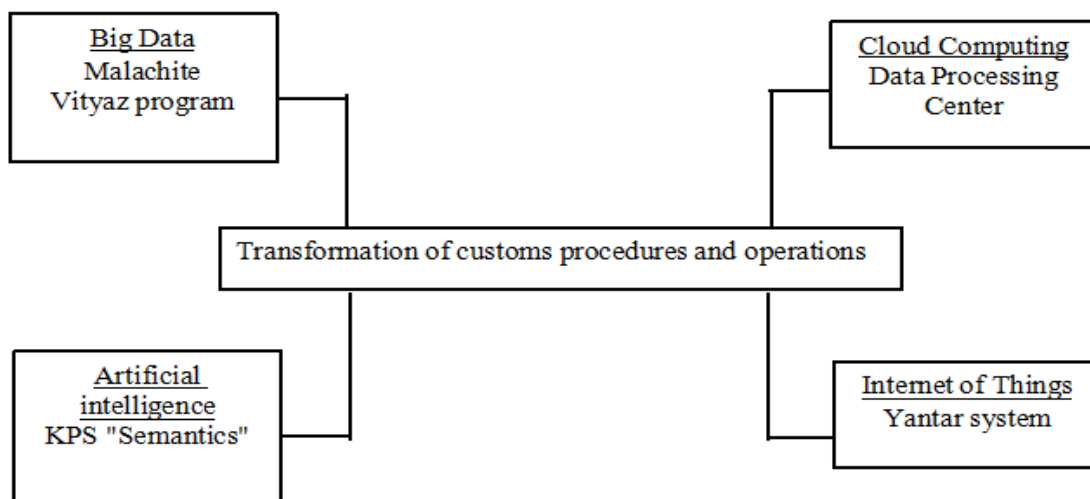 Big Data
Malachite
Vityaz program
Cloud Computing
Data Processing
Center
Transformation of customs procedures and operations
Artificial
intelligence
KPS "Semantics"
Internet of Things
Yantar system